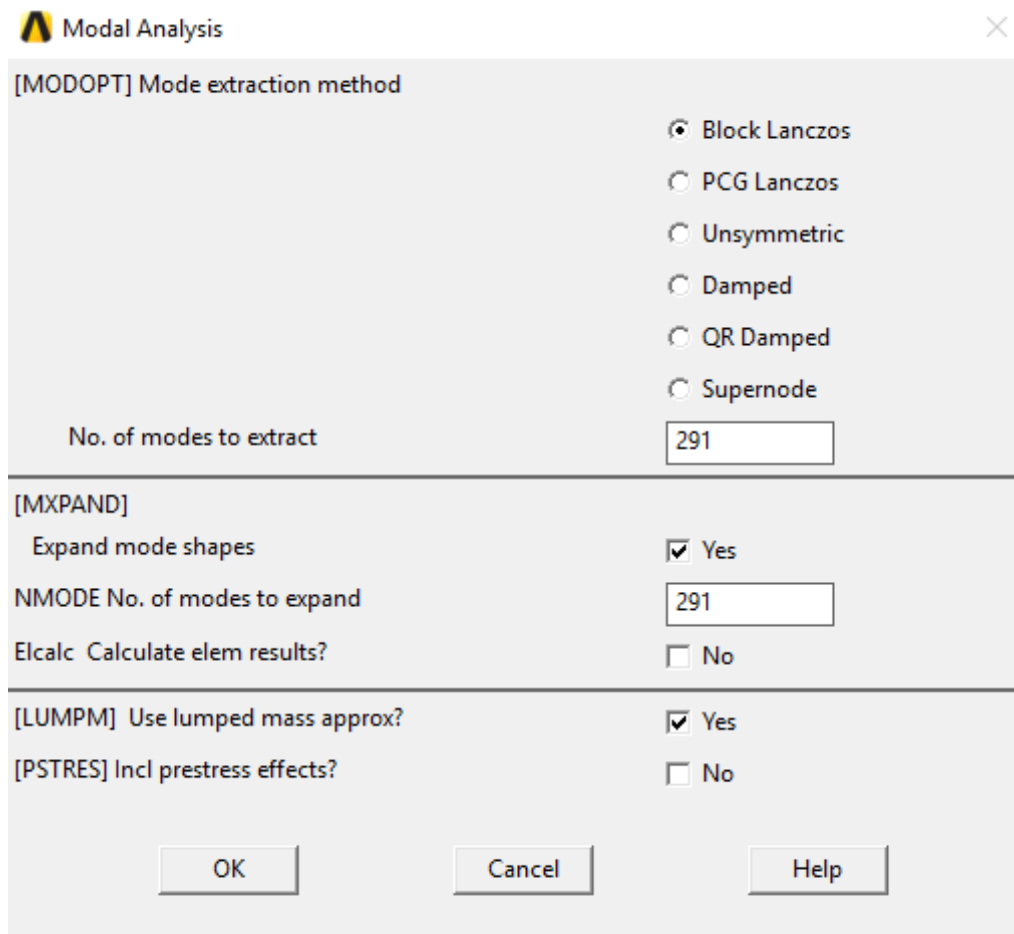 Modal Analysis
[MODOPT] Mode extraction method
Block Lanczos
PCG Lanczos
Unsymmetric
Damped
QR Damped
Supernode
No. of modes to extract 291
[MXPAND]
Expand mode shapes Yes
NMODE No. of modes to expand 291
Elcalc Calculate elem results? No
[LUMPM] Use lumped mass approx? Yes
[PSTRES] Incl prestress effects? No
OK Cancel Help